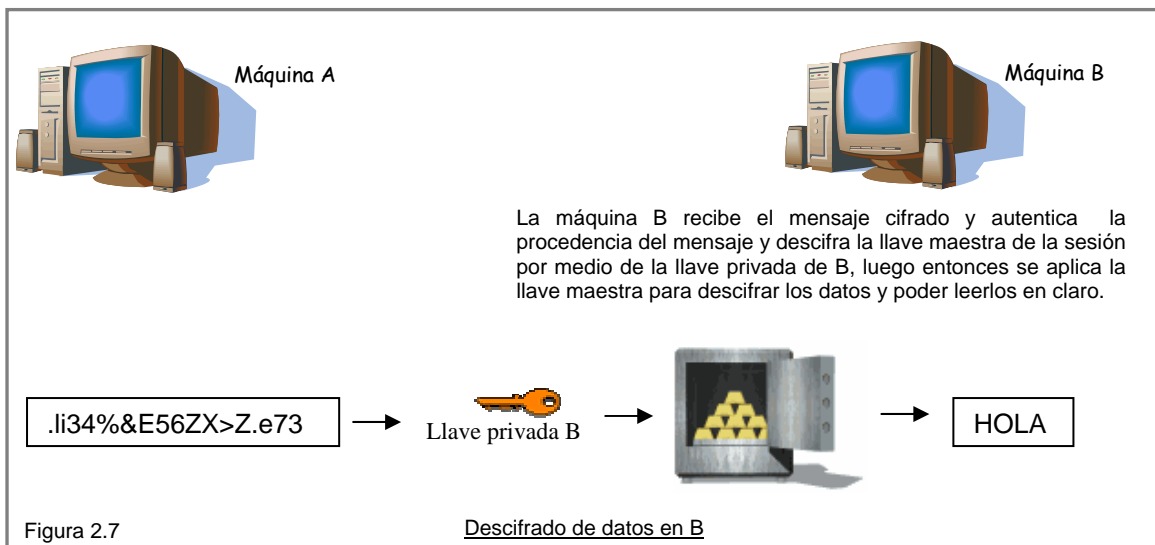 Máquina A
Máquina B
La máquina B recibe el mensaje cifrado y autentica la
procedencia del mensaje y descifra la llave maestra de la sesión
por medio de la llave privada de B, luego entonces se aplica la
llave maestra para descifrar los datos y poder leerlos en claro.
.li34%&E56ZX>Z.e73
Llave privada B
HOLA
Figura 2.7
Descifrado de datos en B